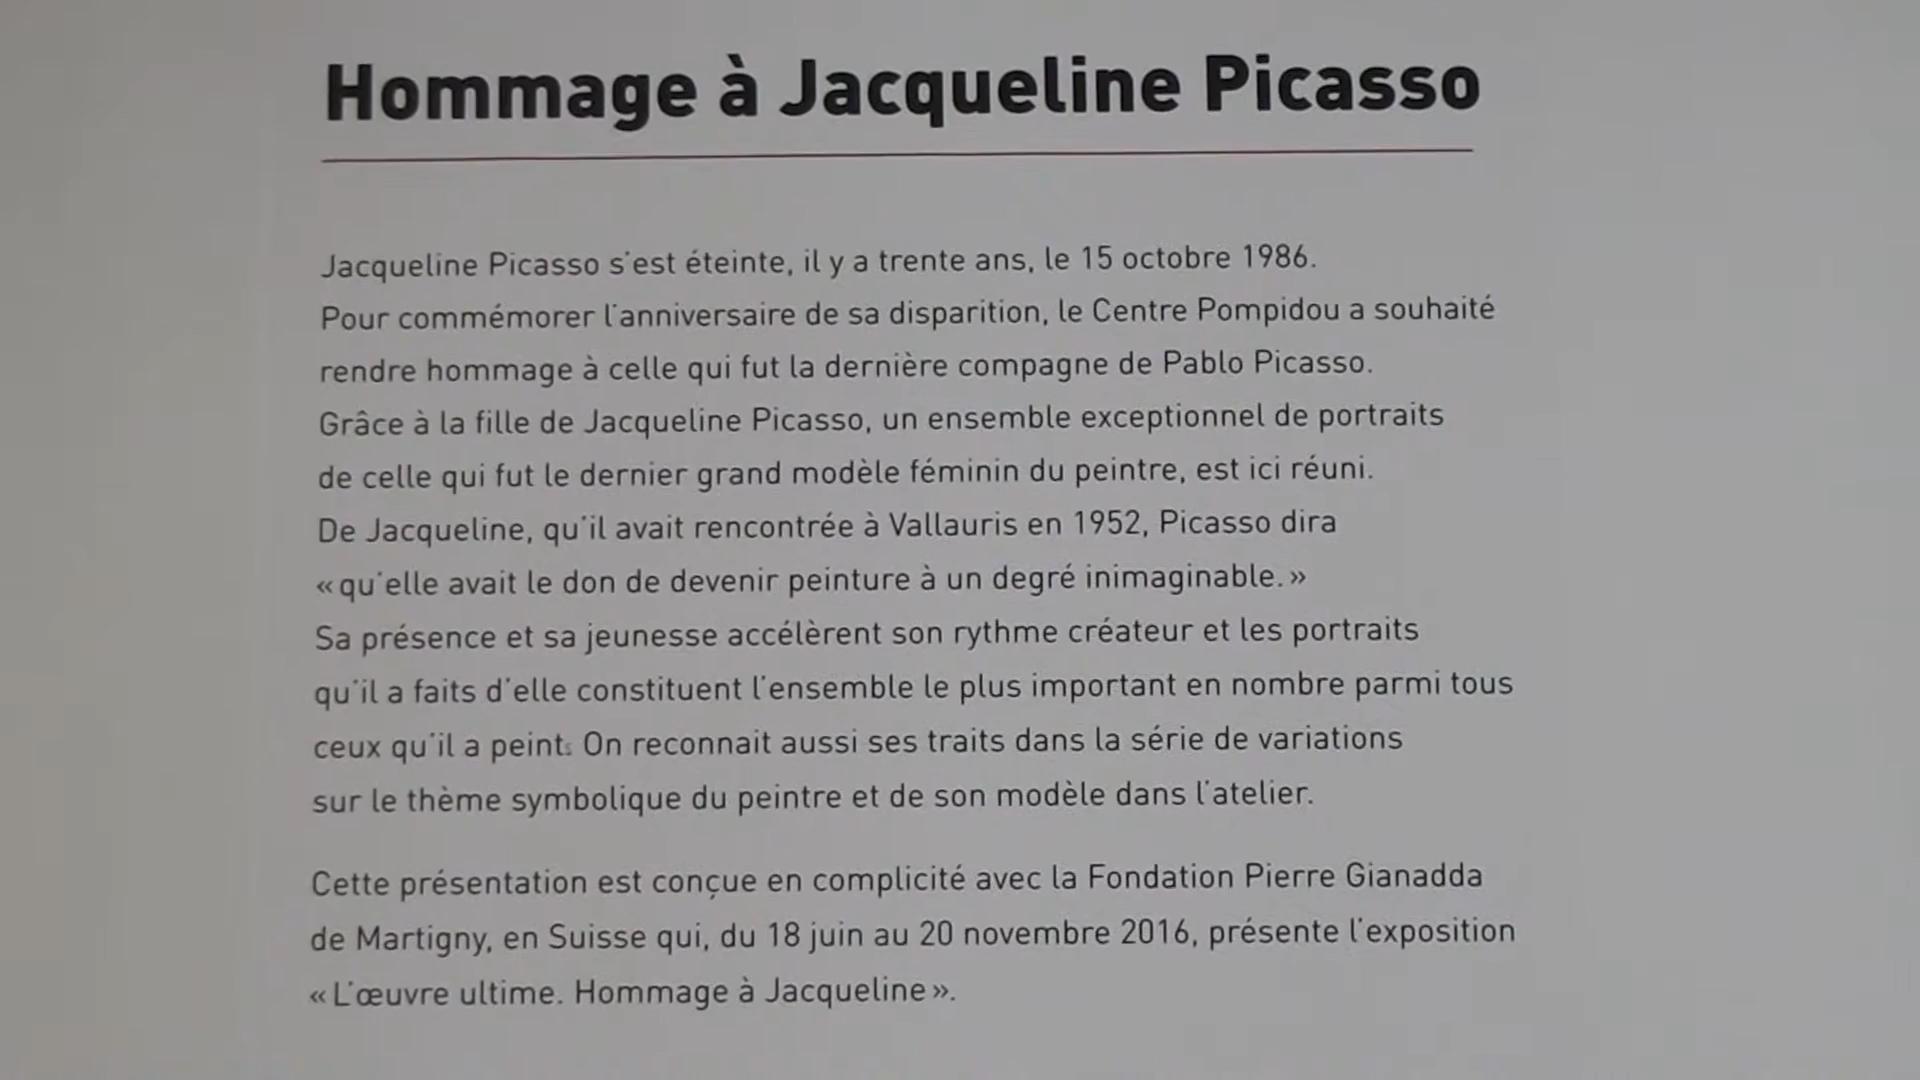 Hommage à Jacqueline Picasso
Jacqueline Picasso s'est éteinte, il y a trente ans, le 15 octobre 1986.
Pour commémorer l'anniversaire de sa disparition, le Centre Pompidou a souhaité
rendre hommage à celle qui fut la dernière compagne de Pablo Picasso.
Grâce à la fille de Jacqueline Picasso, un ensemble exceptionnel de portraits
de celle qui fut le dernier grand modèle féminin du peintre, est ici réuni.
De Jacqueline, qu'il avait rencontrée à Vallauris en 1952, Picasso dira
« qu'elle avait le don de devenir peinture à un degré inimaginable. »
Sa présence et sa jeunesse accélèrent son rythme créateur et les portraits
qu'il a faits d'elle constituent l'ensemble le plus important en nombre parmi tous
ceux qu'il a peints On reconnait aussi ses traits dans la série de variations
sur le thème symbolique du peintre et de son modèle dans l'atelier.
Cette présentation est conçue en complicité avec la Fondation Pierre Gianadda
de Martigny, en Suisse qui, du 18 juin au 20 novembre 2016, présente l'exposition
« L'œuvre ultime. Hommage à Jacqueline ».